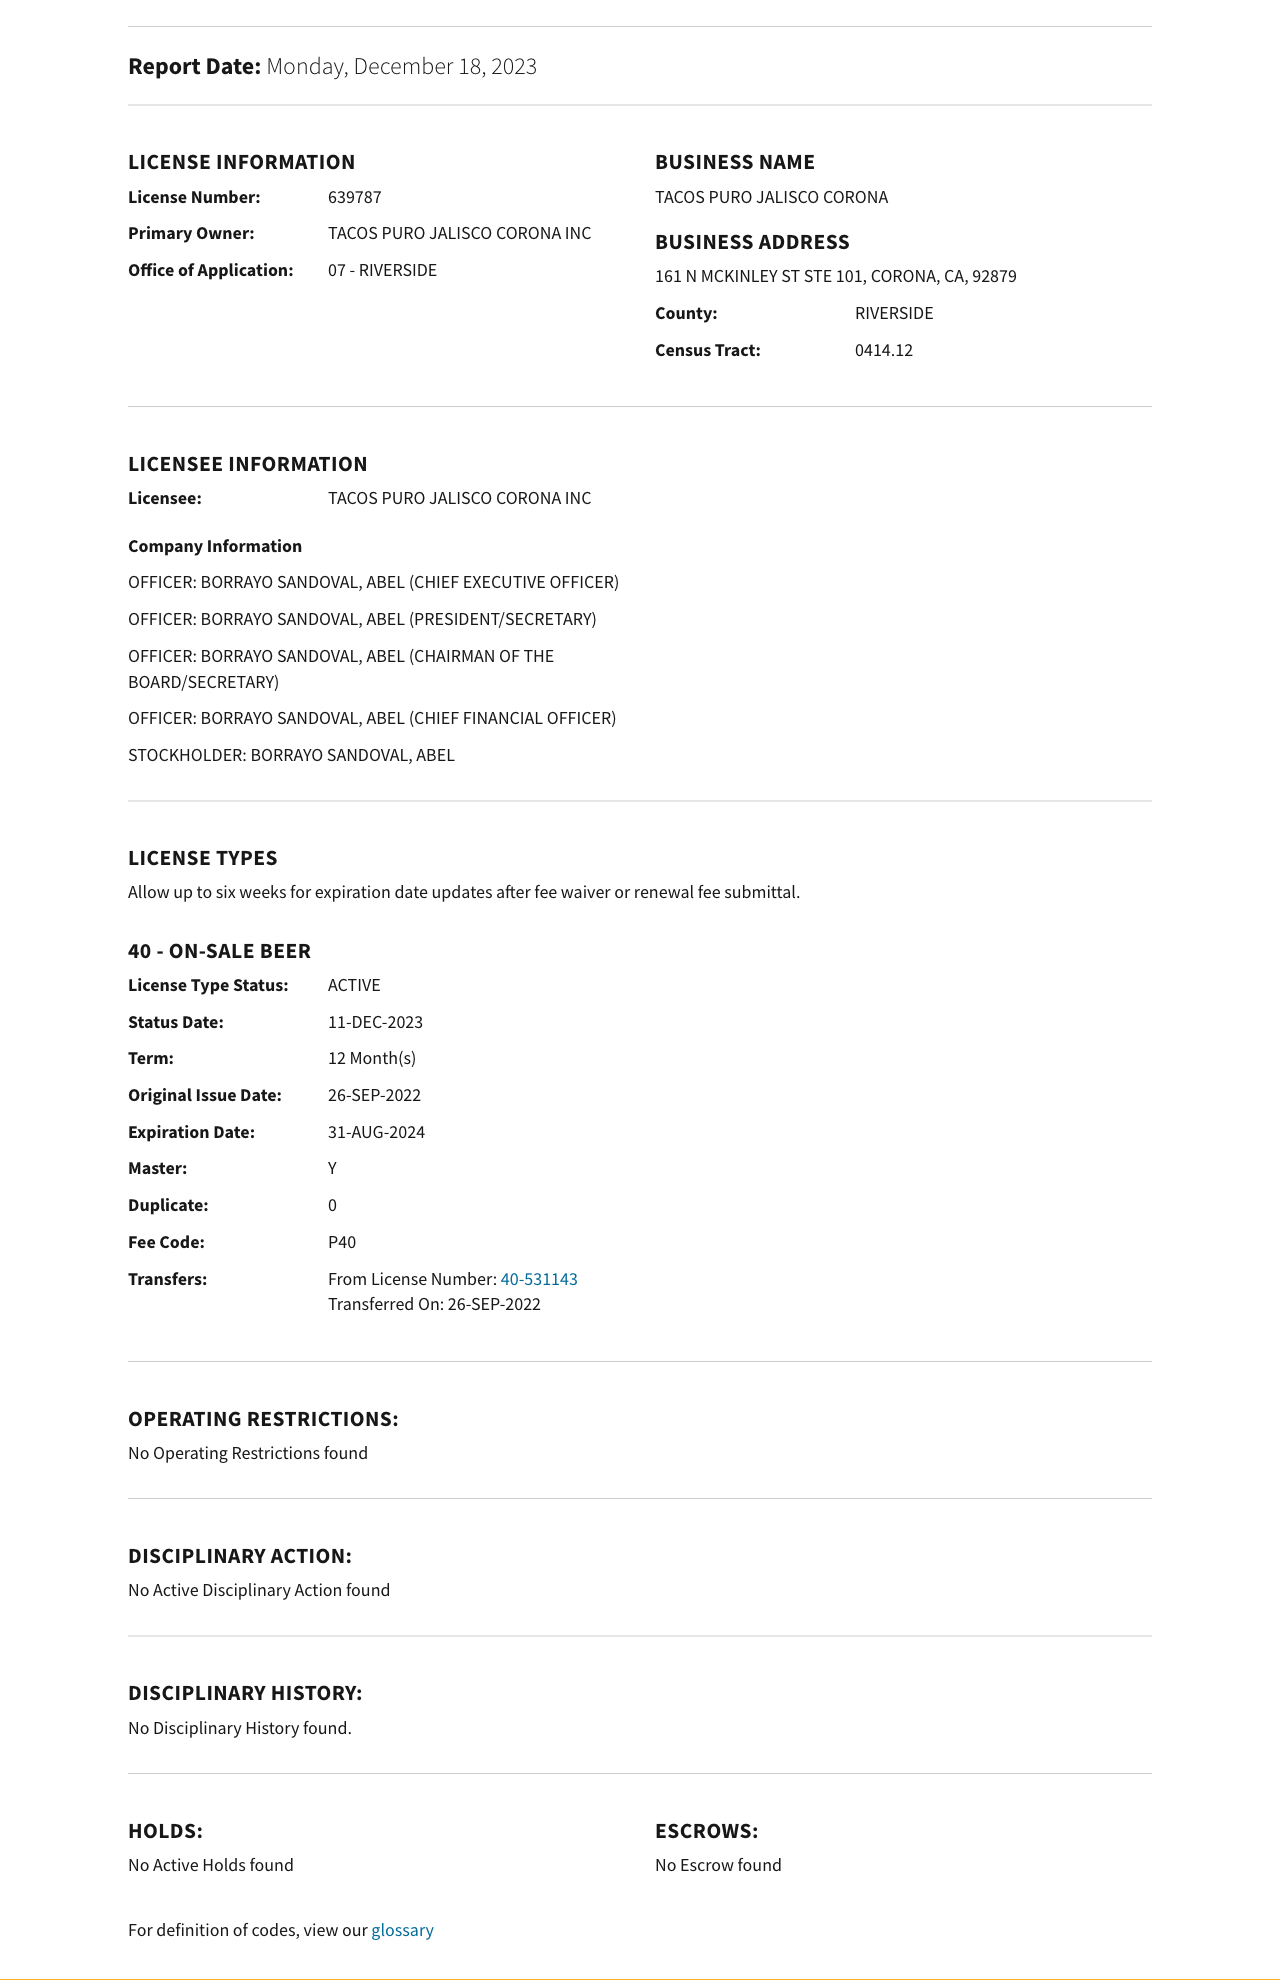 Report Date: Monday, December 18, 2023
LICENSE INFORMATION
License Number: 639787
Primary Owner: TACOS PURO JALISCO CORONA INC
Office of Application: 07 - RIVERSIDE
BUSINESS NAME
TACOS PURO JALISCO CORONA
BUSINESS ADDRESS
161 N MCKINLEY ST STE 101, CORONA, CA, 92879
County: RIVERSIDE
Census Tract: 0414.12
LICENSEE INFORMATION
Licensee: TACOS PURO JALISCO CORONA INC
Company Information
OFFICER: BORRAYO SANDOVAL, ABEL (CHIEF EXECUTIVE OFFICER)
OFFICER: BORRAYO SANDOVAL, ABEL (PRESIDENT/SECRETARY)
OFFICER: BORRAYO SANDOVAL, ABEL (CHAIRMAN OF THE
BOARD/SECRETARY)
OFFICER: BORRAYO SANDOVAL, ABEL (CHIEF FINANCIAL OFFICER)
STOCKHOLDER: BORRAYO SANDOVAL, ABEL
LICENSE TYPES
Allow up to six weeks for expiration date updates after fee waiver or renewal fee submittal.
40 - ON-SALE BEER
License Type Status: ACTIVE
Status Date: 11-DEC-2023
Term: 12 Month(s)
Original Issue Date: 26-SEP-2022
Expiration Date: 31-AUG-2024
Master: Y
Duplicate: 0
Fee Code: P40
Transfers: From License Number: 40-531143
Transferred On: 26-SEP-2022
OPERATING RESTRICTIONS:
No Operating Restrictions found
DISCIPLINARY ACTION:
No Active Disciplinary Action found
DISCIPLINARY HISTORY:
No Disciplinary History found.
HOLDS:
No Active Holds found
ESCROWS:
No Escrow found
For definition of codes, view our glossary